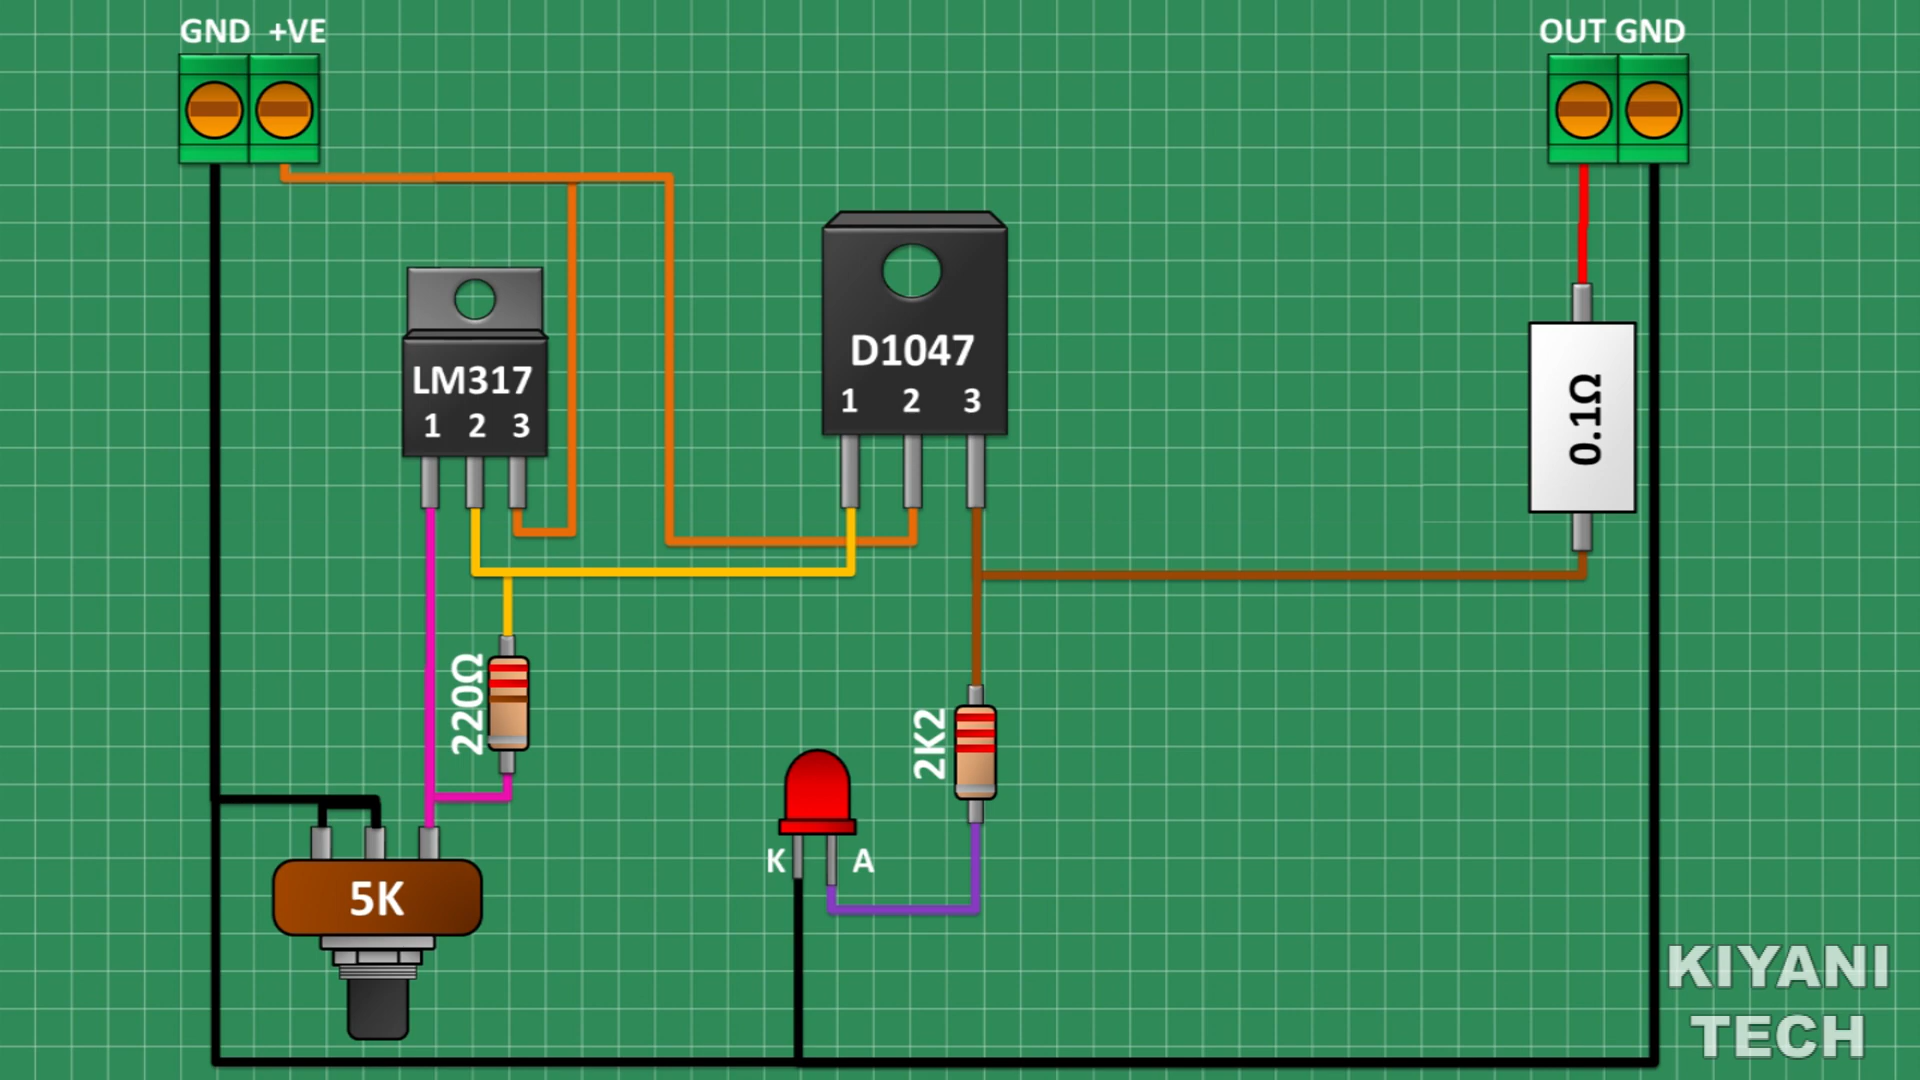 GND +VE
OUT GND
LM317
1 2 3
D1047
1 2 3
0.1Ω
220Ω
2K2
K A
5K
KIYANI
TECH